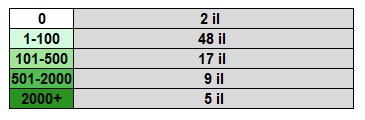 0 2 il
1-100 48 il
101-500 17 il
501-2000 9 il
2000+ 5 il